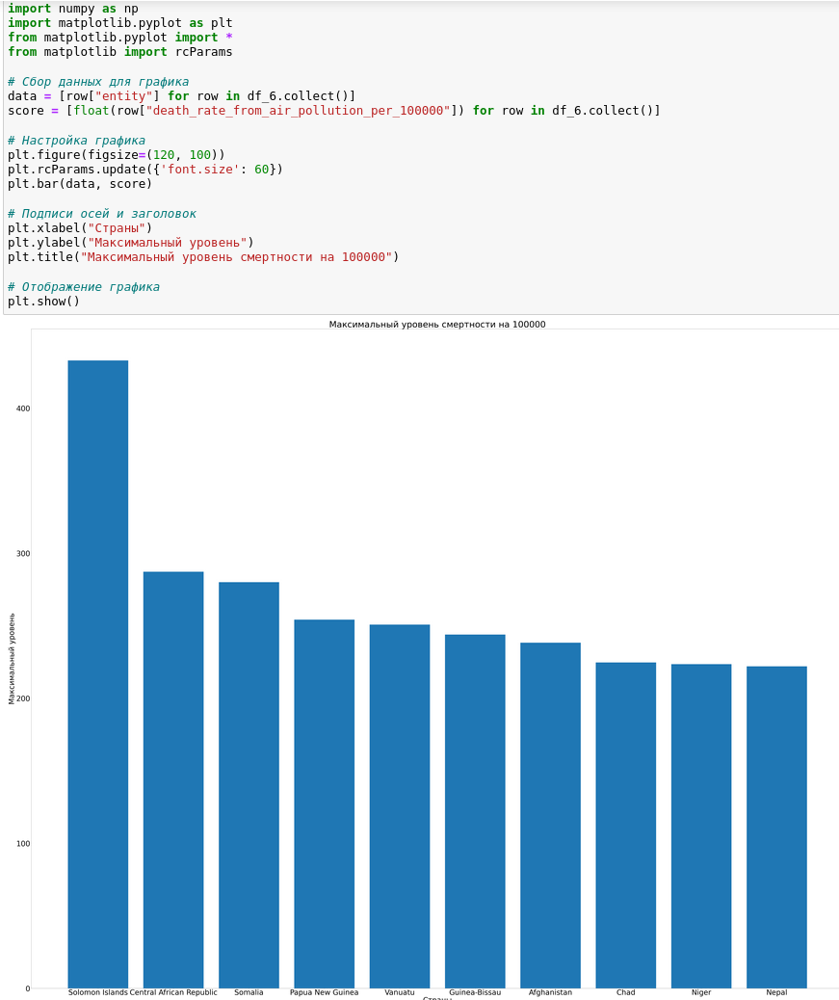 import numpy as np
import matplotlib.pyplot as plt
from matplotlib.pyplot import *
from matplotlib import rcParams
# Сбор данных для графика
data = [row["entity"] for row in df_6.collect()]
score = [float(row["death_rate_from_air_pollution_per_100000"]) for row in df_6.collect()]
# Настройка графика
plt.figure(figsize=(120, 100))
plt.rcParams.update({'font.size': 60})
plt.bar(data, score)
# Подписи осей и заголовок
plt.xlabel("Страны")
plt.ylabel("Максимальный уровень")
plt.title("Максимальный уровень смертности на 100000")
# Отображение графика
plt.show()
Максимальный уровень смертности на 100000
400
300
Максимальный уровень
200
100
0
Solomon Islands Central African Republic Somalia Papua New Guinea Vanuatu Guinea-Bissau Afghanistan Chad Niger Nepal
Страны